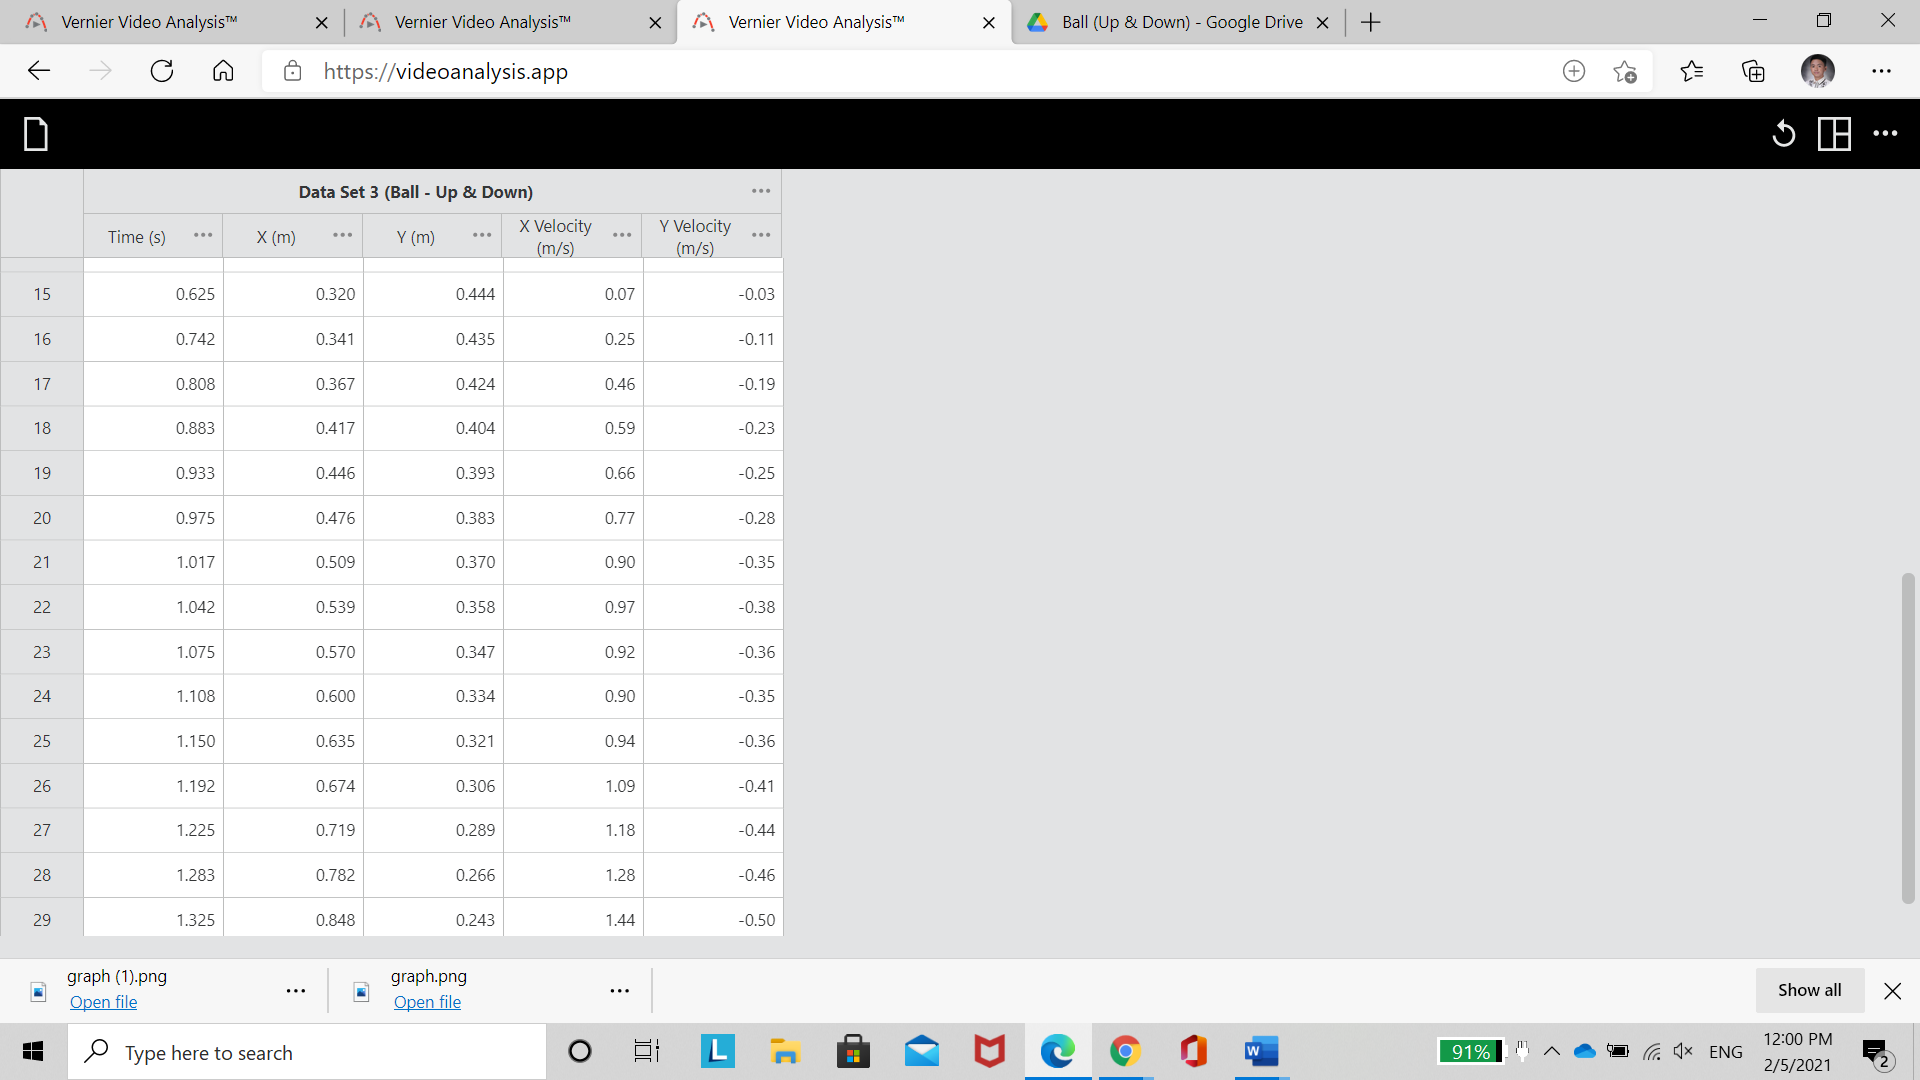 Vernier Video Analysis™ Vernier Video Analysis™ Vernier Video Analysis™ Ball (Up & Down) - Google Drive
https://videoanalysis.app
Data Set 3 (Ball - Up & Down)
Time (s) X (m) Y (m) X Velocity (m/s) Y Velocity (m/s)
15 0.625 0.320 0.444 0.07 -0.03
16 0.742 0.341 0.435 0.25 -0.11
17 0.808 0.367 0.424 0.46 -0.19
18 0.883 0.417 0.404 0.59 -0.23
19 0.933 0.446 0.393 0.66 -0.25
20 0.975 0.476 0.383 0.77 -0.28
21 1.017 0.509 0.370 0.90 -0.35
22 1.042 0.539 0.358 0.97 -0.38
23 1.075 0.570 0.347 0.92 -0.36
24 1.108 0.600 0.334 0.90 -0.35
25 1.150 0.635 0.321 0.94 -0.36
26 1.192 0.674 0.306 1.09 -0.41
27 1.225 0.719 0.289 1.18 -0.44
28 1.283 0.782 0.266 1.28 -0.46
29 1.325 0.848 0.243 1.44 -0.50
graph (1).png graph.png
Open file Open file
Show all
Type here to search
L
W
91%
ENG
12:00 PM
2/5/2021
2